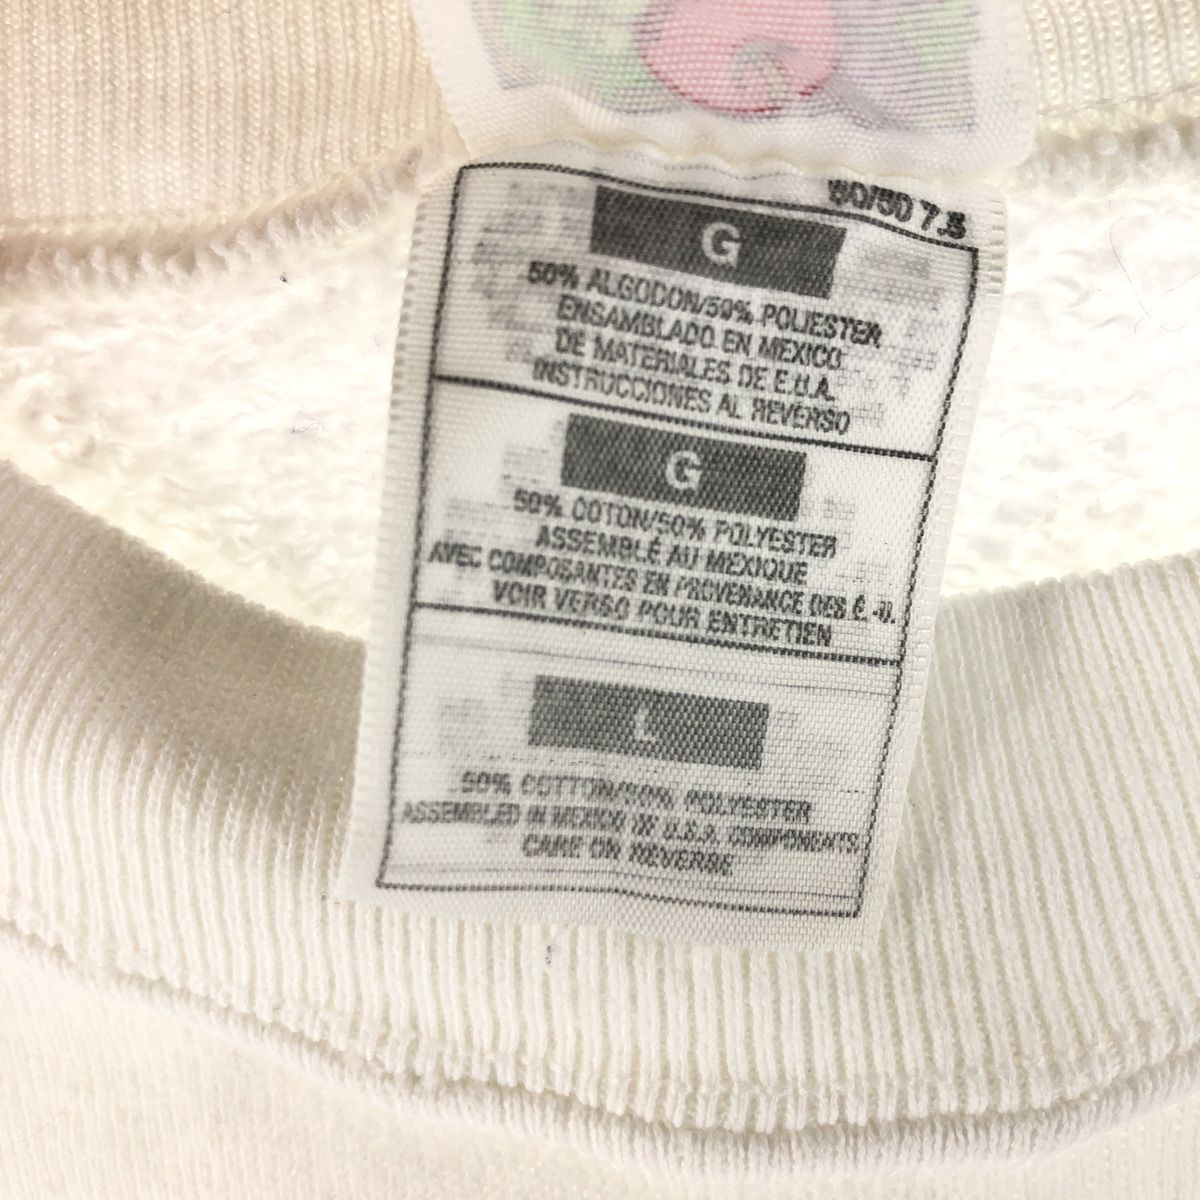 50/50 7.5
G
50% ALGODON/50% POLIESTER
ENSAMBLADO EN MEXICO
DE MATERIALES DE E.U.A.
INSTRUCCIONES AL REVERSO
G
50% COTON/50% POLYESTER
ASSEMBLÉ AU MEXIQUE
AVEC COMPOSANTES EN PROVENANCE DES É.-U.
VOIR VERSO POUR ENTRETIEN
L
50% COTTON/50% POLYESTER
ASSEMBLED IN MEXICO OF U.S.A. COMPONENTS
CARE ON REVERSE